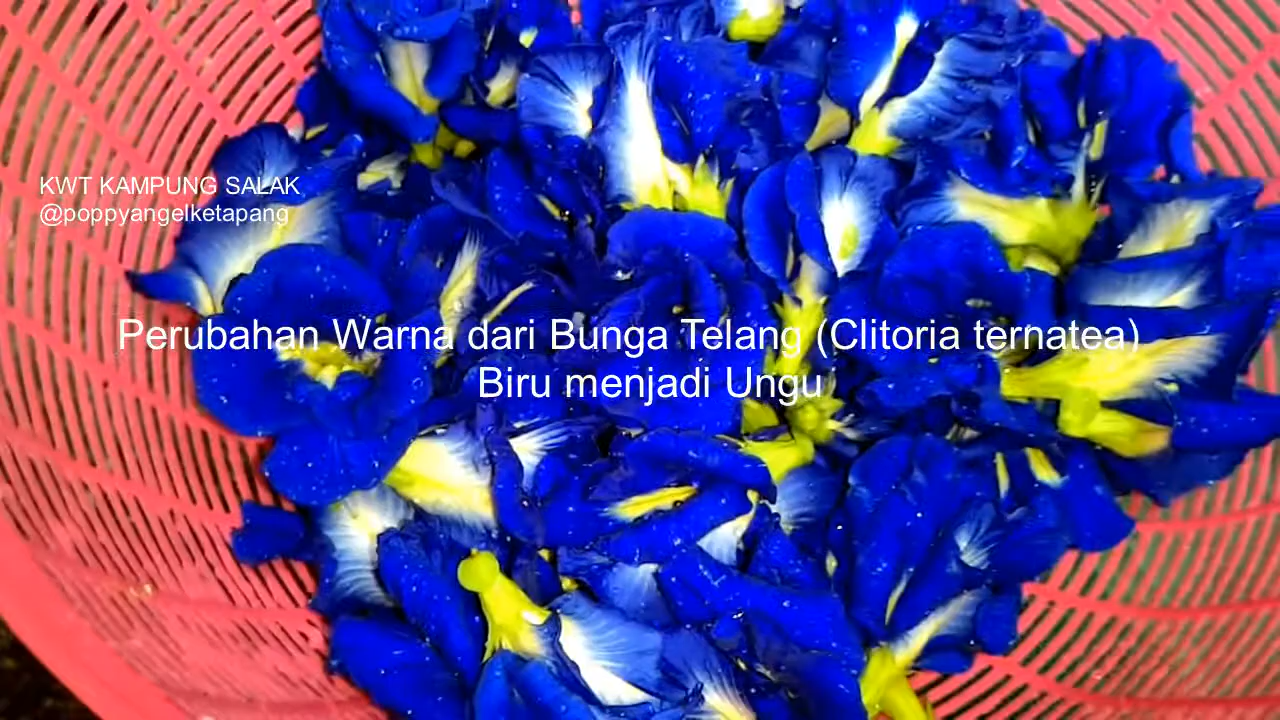 KWT KAMPUNG SALAK
@poppyangelketapang
Perubahan Warna dari Bunga Telang (Clitoria ternatea)
Biru menjadi Ungu